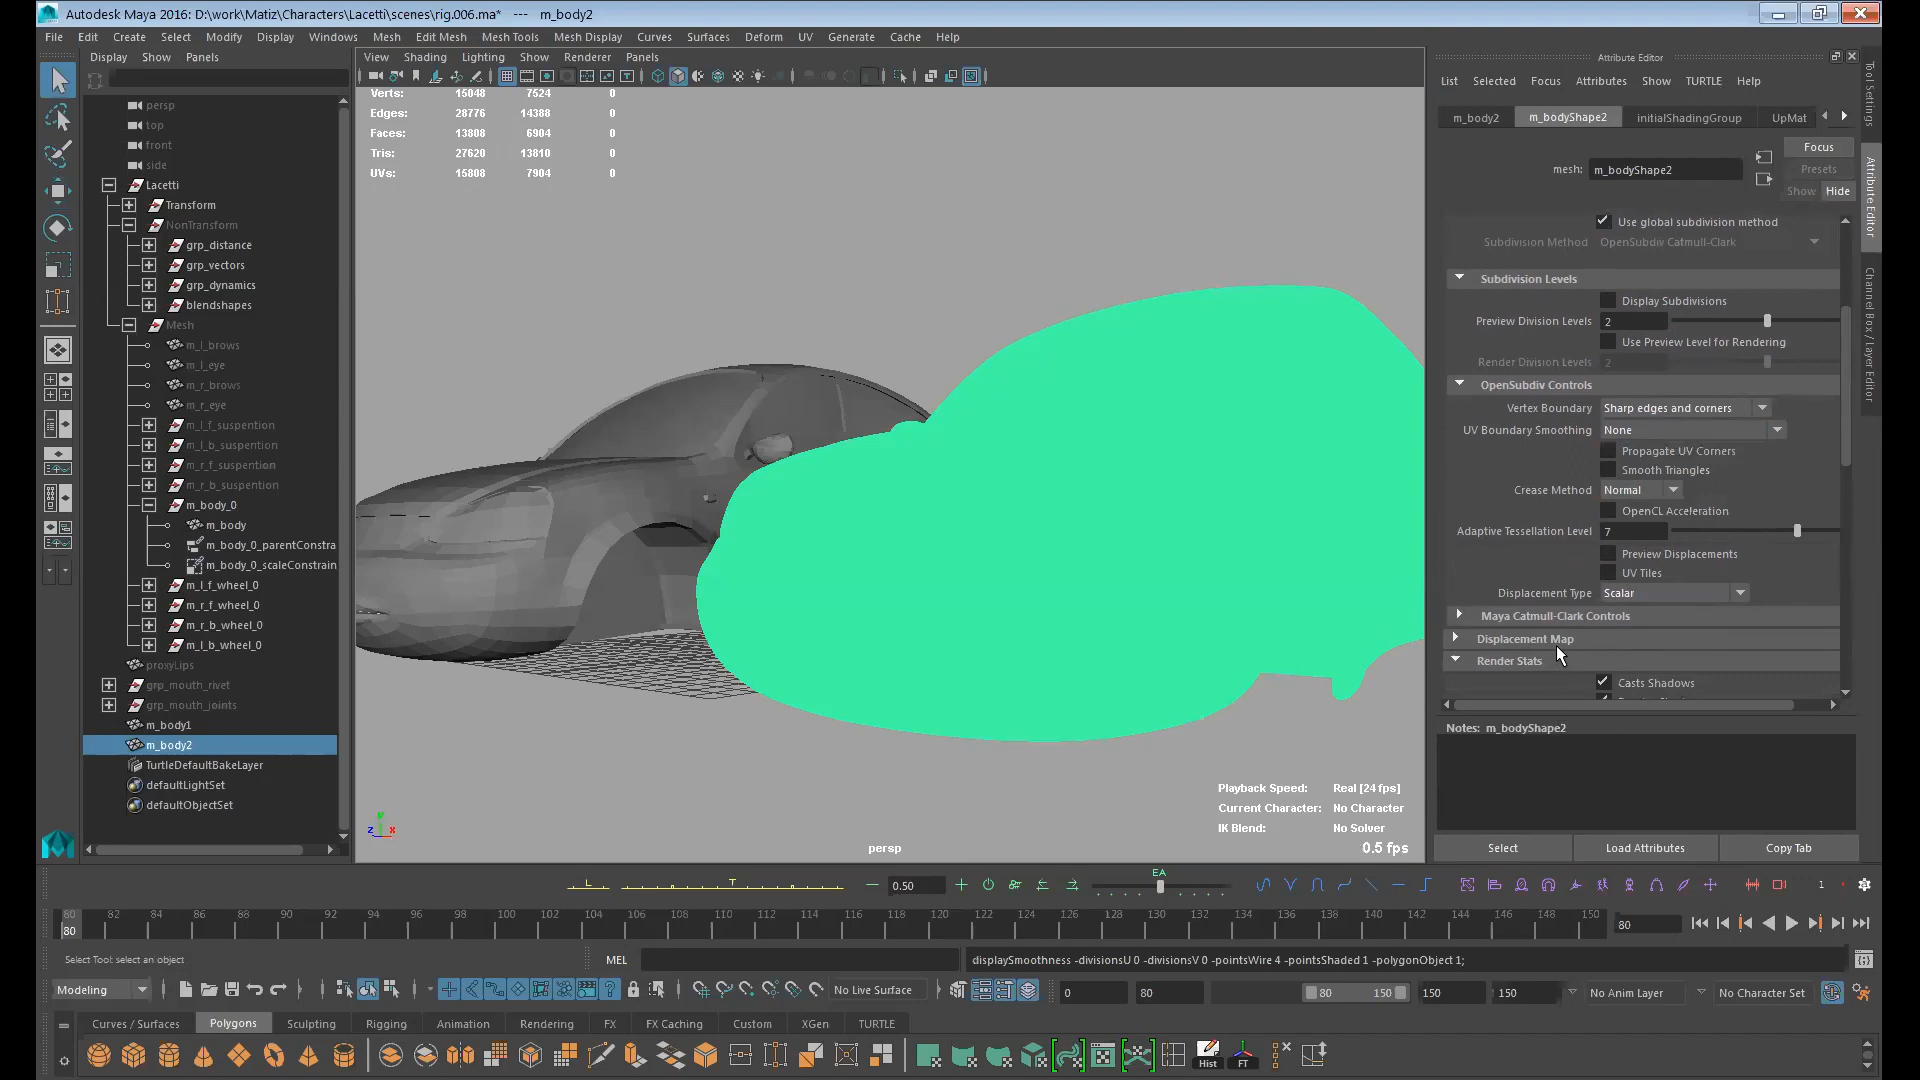 Autodesk Maya 2016: D:\work\Matiz\Characters\Lacetti\scenes\rig.006.ma* --- m_body2
File Edit Create Select Modify Display Windows Mesh Edit Mesh Mesh Tools Mesh Display Curves Surfaces Deform UV Generate Cache Help
Display Show Panels
View Shading Lighting Show Renderer Panels
persp
top
front
side
Lacetti
Transform
NonTransform
grp_distance
grp_vectors
grp_dynamics
blendshapes
Mesh
m_l_brows
m_l_eye
m_r_brows
m_r_eye
m_l_f_suspention
m_l_b_suspention
m_r_f_suspention
m_r_b_suspention
m_body_0
m_body
m_body_0_parentConstra
m_body_0_scaleConstrain
m_l_f_wheel_0
m_r_f_wheel_0
m_r_b_wheel_0
m_l_b_wheel_0
proxyLips
grp_mouth_rivet
grp_mouth_joints
m_body1
m_body2
TurtleDefaultBakeLayer
defaultLightSet
defaultObjectSet
Verts: 15048 7524 0
Edges: 28776 14388 0
Faces: 13808 6904 0
Tris: 27620 13810 0
UVs: 15808 7904 0
Playback Speed: Real [24 fps]
Current Character: No Character
IK Blend: No Solver
persp
0.5 fps
z y x
Attribute Editor
List Selected Focus Attributes Show TURTLE Help
m_body2 m_bodyShape2 initialShadingGroup UpMat
Focus
mesh: m_bodyShape2
Presets
Show Hide
Use global subdivision method
Subdivision Method OpenSubdiv Catmull-Clark
Subdivision Levels
Display Subdivisions
Preview Division Levels 2
Use Preview Level for Rendering
Render Division Levels 2
OpenSubdiv Controls
Vertex Boundary Sharp edges and corners
UV Boundary Smoothing None
Propagate UV Corners
Smooth Triangles
Crease Method Normal
OpenCL Acceleration
Adaptive Tessellation Level 7
Preview Displacements
UV Tiles
Displacement Type Scalar
Maya Catmull-Clark Controls
Displacement Map
Render Stats
Casts Shadows
Notes: m_bodyShape2
Select Load Attributes Copy Tab
Tool Settings
Attribute Editor
Channel Box / Layer Editor
L T 0.50 EA 1
80 82 84 86 88 90 92 94 96 98 100 102 104 106 108 110 112 114 116 118 120 122 124 126 128 130 132 134 136 138 140 142 144 146 148 150
80 80
Select Tool: select an object
MEL
displaySmoothness -divisionsU 0 -divisionsV 0 -pointsWire 4 -pointsShaded 1 -polygonObject 1;
Modeling No Live Surface 0 80 80 150 150 150 No Anim Layer No Character Set
Curves / Surfaces Polygons Sculpting Rigging Animation Rendering FX FX Caching Custom XGen TURTLE
Hist FT